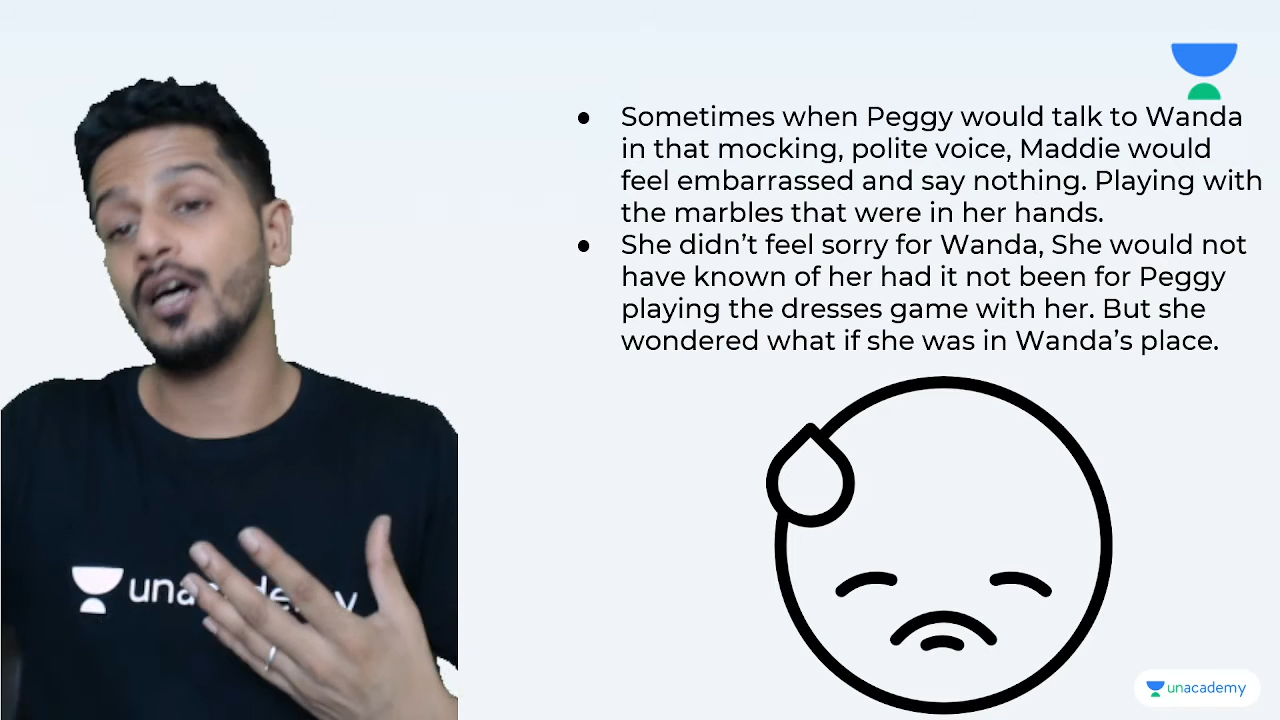 ● Sometimes when Peggy would talk to Wanda
in that mocking, polite voice, Maddie would
feel embarrassed and say nothing. Playing with
the marbles that were in her hands.
● She didn’t feel sorry for Wanda, She would not
have known of her had it not been for Peggy
playing the dresses game with her. But she
wondered what if she was in Wanda’s place.
unacademy
unacademy